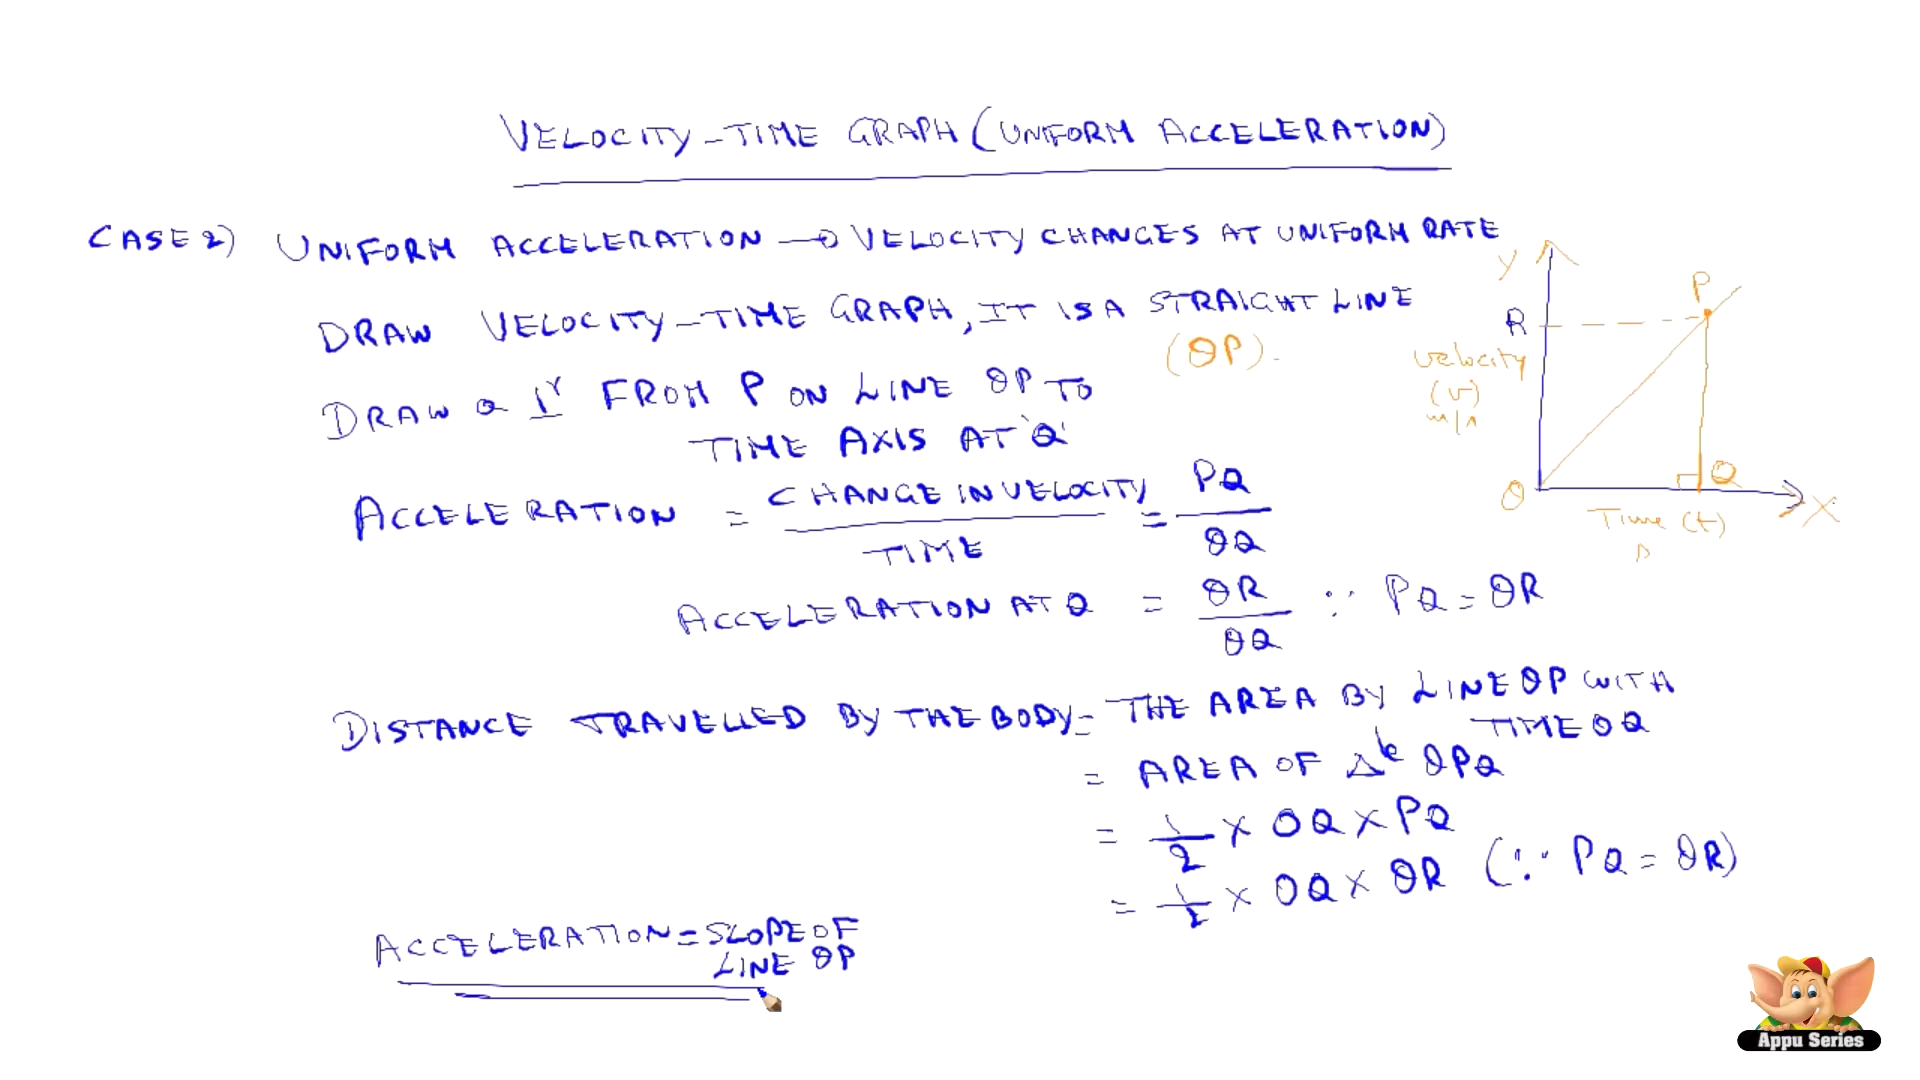 VELOCITY-TIME GRAPH (UNIFORM ACCELERATION)
CASE 2) UNIFORM ACCELERATION → VELOCITY CHANGES AT UNIFORM RATE
DRAW VELOCITY-TIME GRAPH, IT IS A STRAIGHT LINE
(OP).
DRAW a ⊥r FROM P ON LINE OP TO
TIME AXIS AT 'Q'
ACCELERATION = CHANGE IN VELOCITY / TIME = PQ / OQ
ACCELERATION AT Q = OR / OQ ∵ PQ = OR
DISTANCE TRAVELLED BY THE BODY = THE AREA BY LINE OP WITH
TIME OQ
= AREA OF Δle OPQ
= 1/2 × OQ × PQ
= 1/2 × OQ × OR (∵ PQ = OR)
ACCELERATION = SLOPE OF
LINE OP
Y
P
R
velocity
(v)
m/s
O
Q
X
Time (t)
s
Appu Series